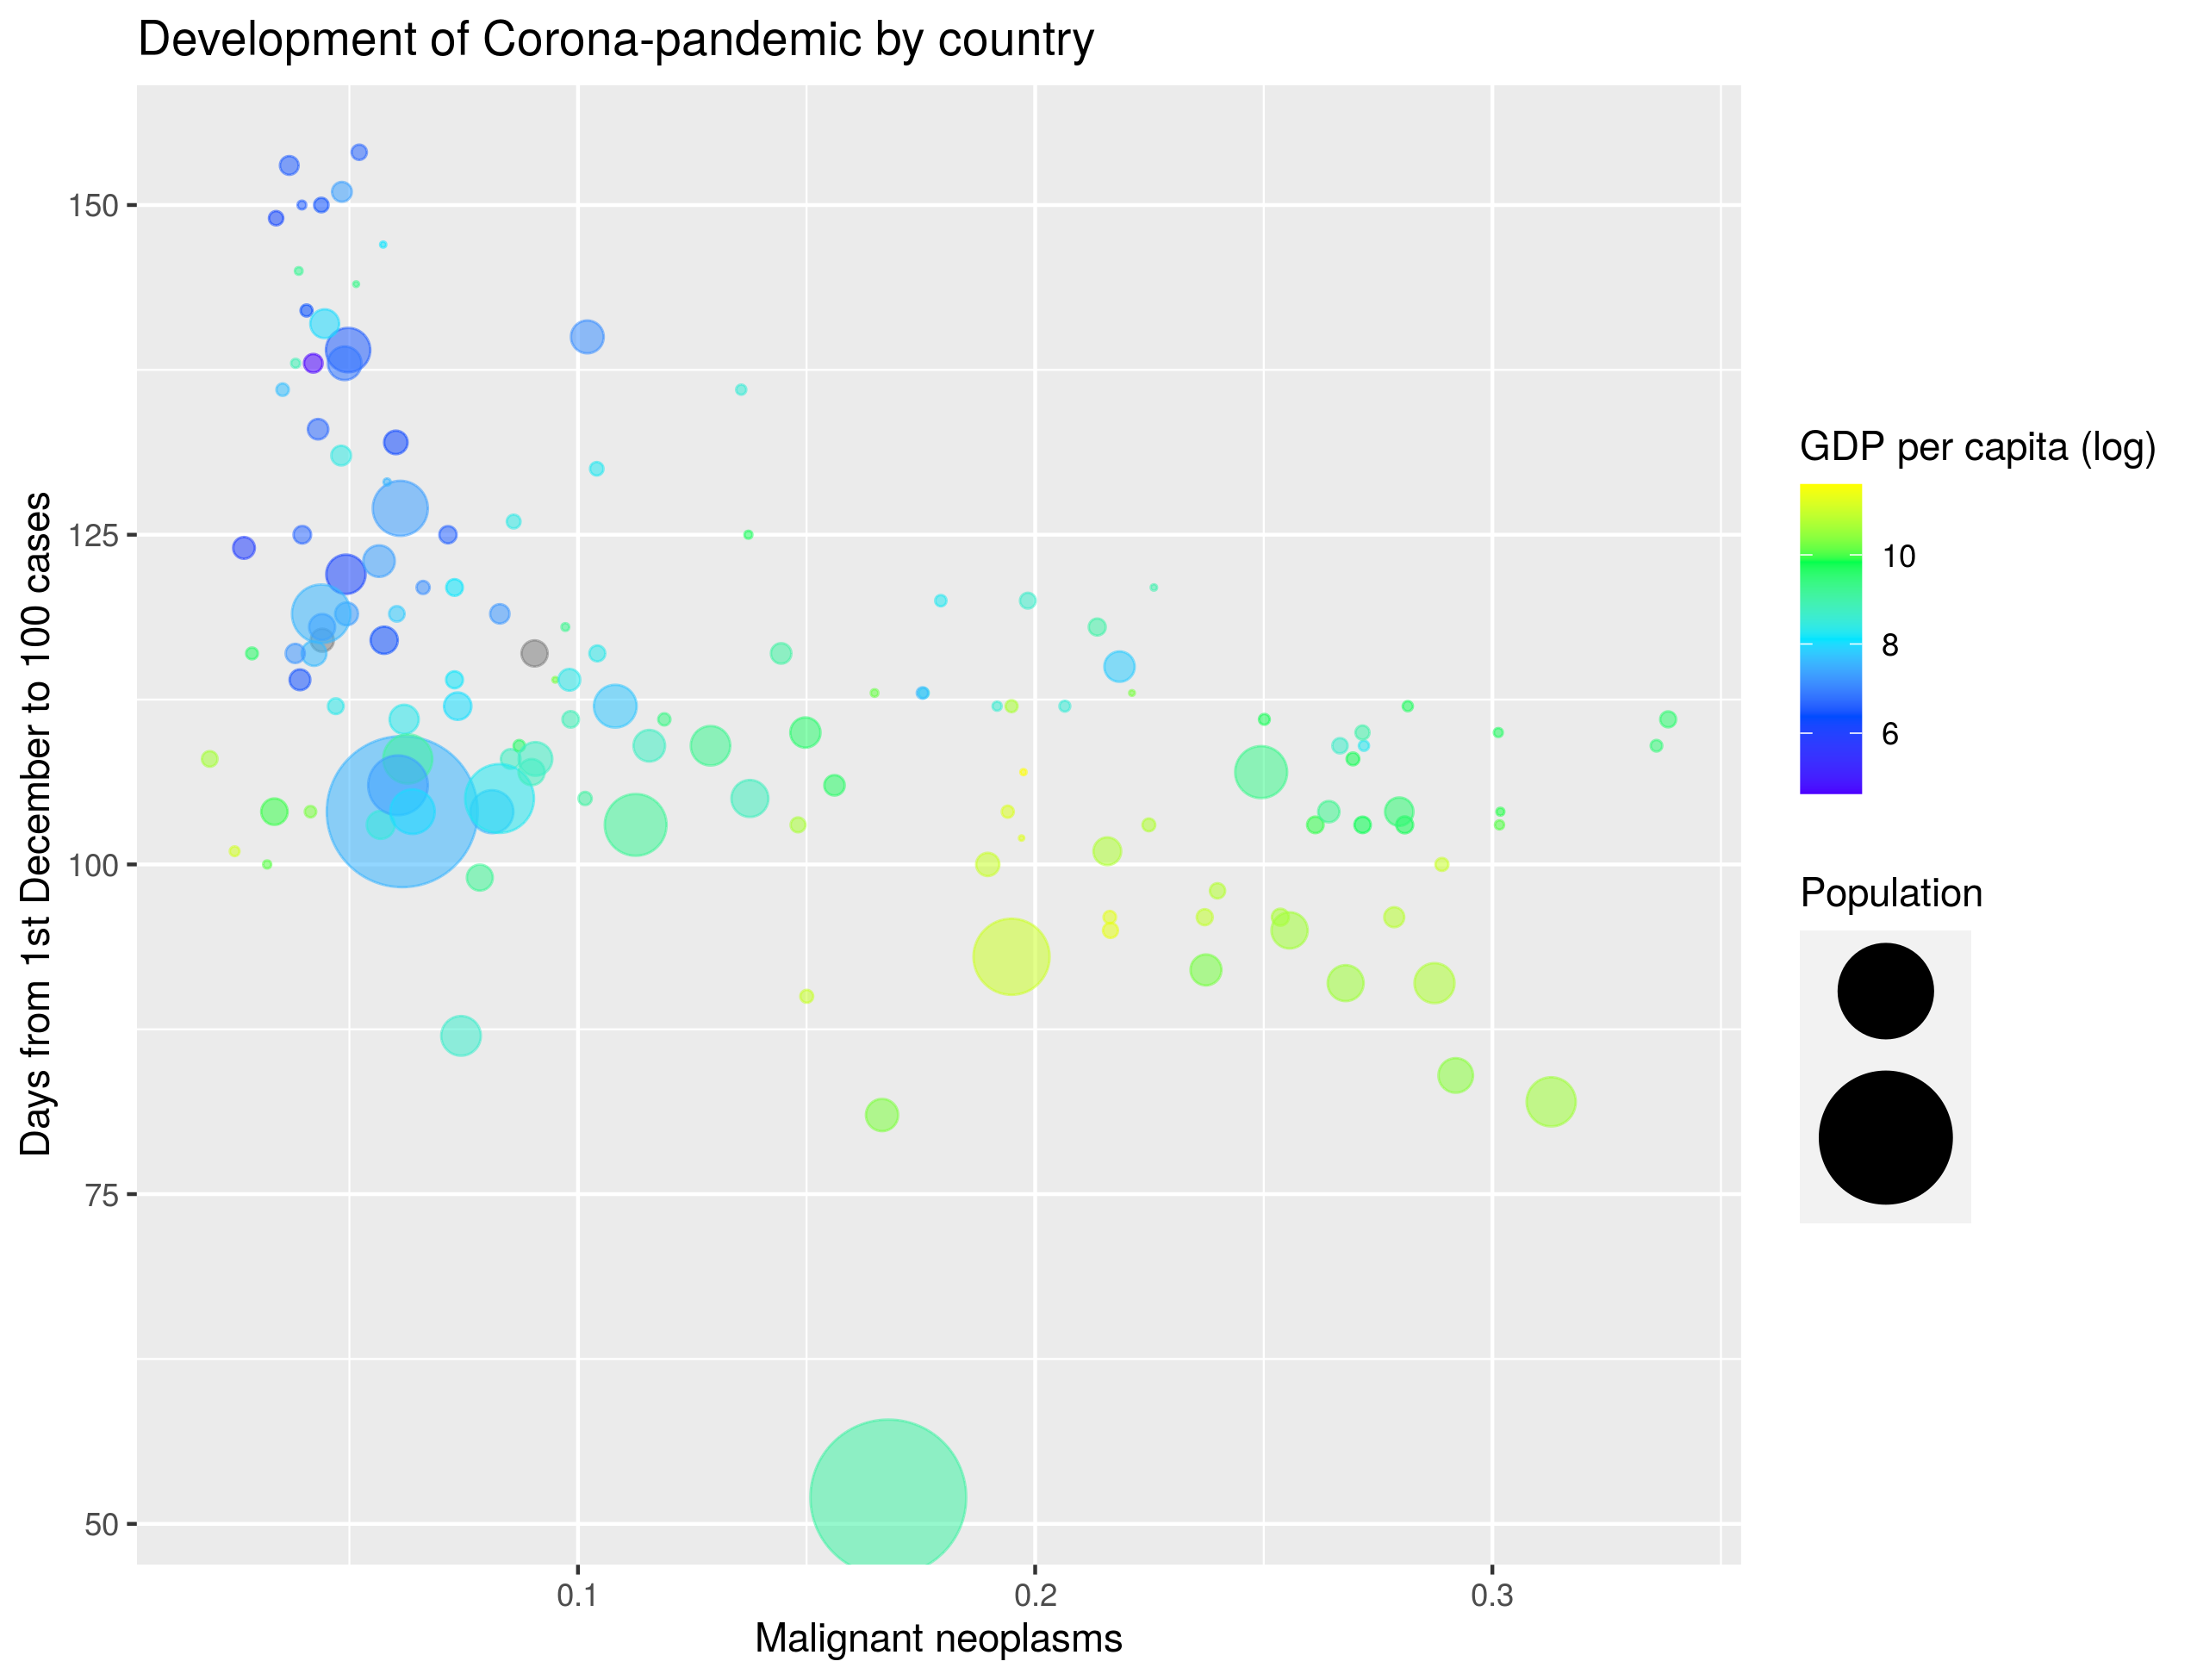 Development of Corona-pandemic by country
Days from 1st December to 100 cases
150
125
100
75
50
0.1
0.2
0.3
Malignant neoplasms
GDP per capita (log)
10
8
6
Population